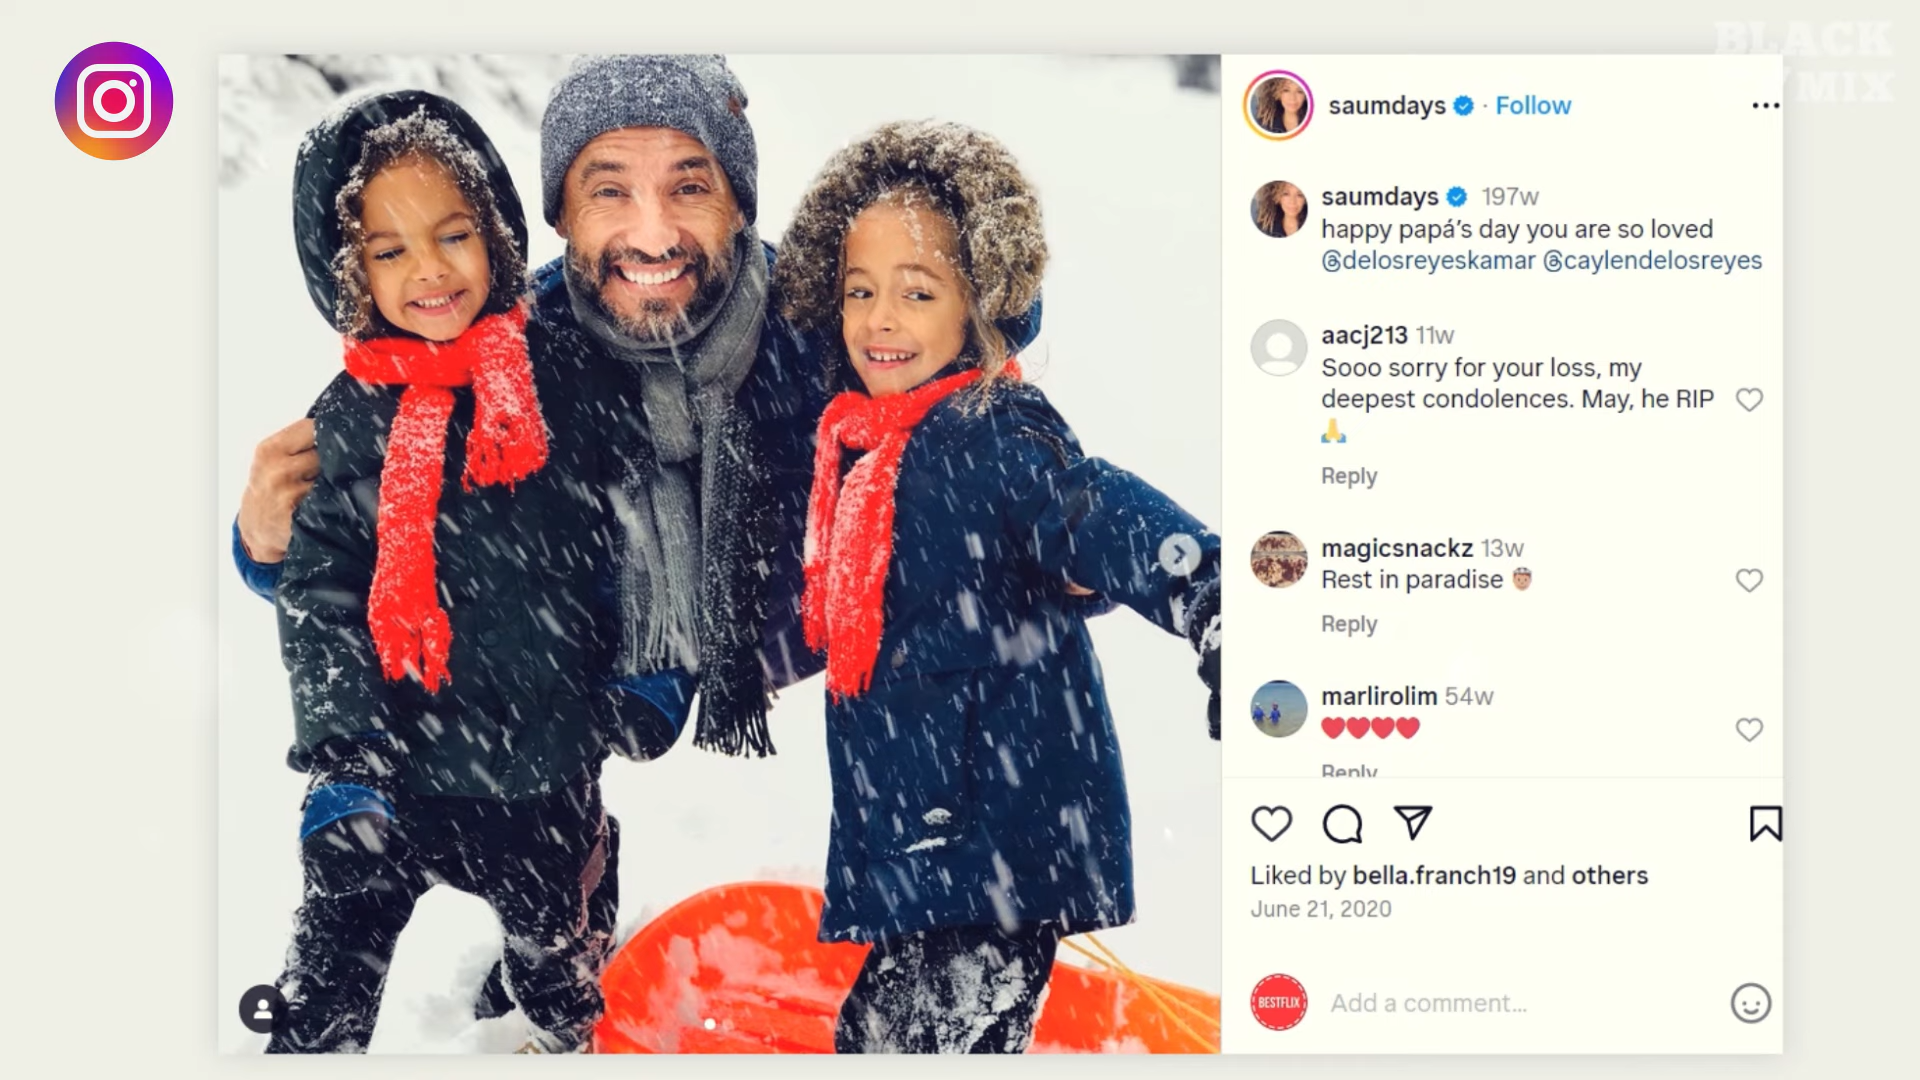 BLACK
MIX
saumdays · Follow
saumdays 197w
happy papá's day you are so loved
@delosreyeskamar @caylendelosreyes
aacj213 11w
Sooo sorry for your loss, my
deepest condolences. May, he RIP
🙏
Reply
magicsnackz 13w
Rest in paradise
Reply
marlirolim 54w
❤️❤️❤️❤️
Reply
Liked by bella.franch19 and others
June 21, 2020
BESTFLIX
Add a comment...